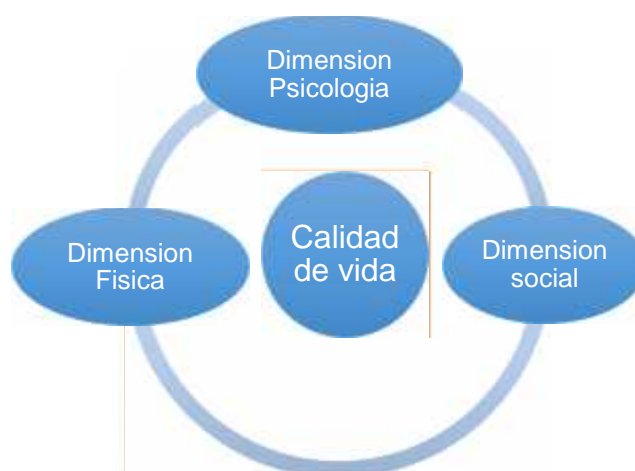 Dimension
Psicologia
Dimension
Fisica
Calidad
de vida
Dimension
social